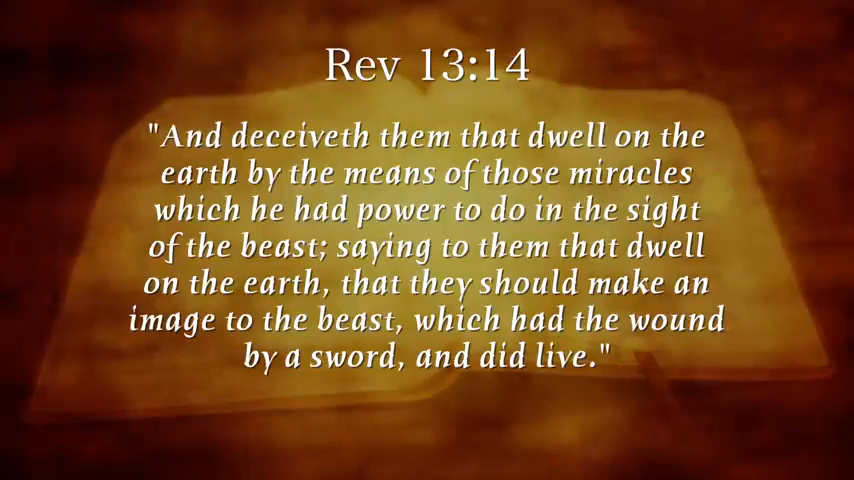 Rev 13:14
"And deceiveth them that dwell on the
earth by the means of those miracles
which he had power to do in the sight
of the beast; saying to them that dwell
on the earth, that they should make an
image to the beast, which had the wound
by a sword, and did live."